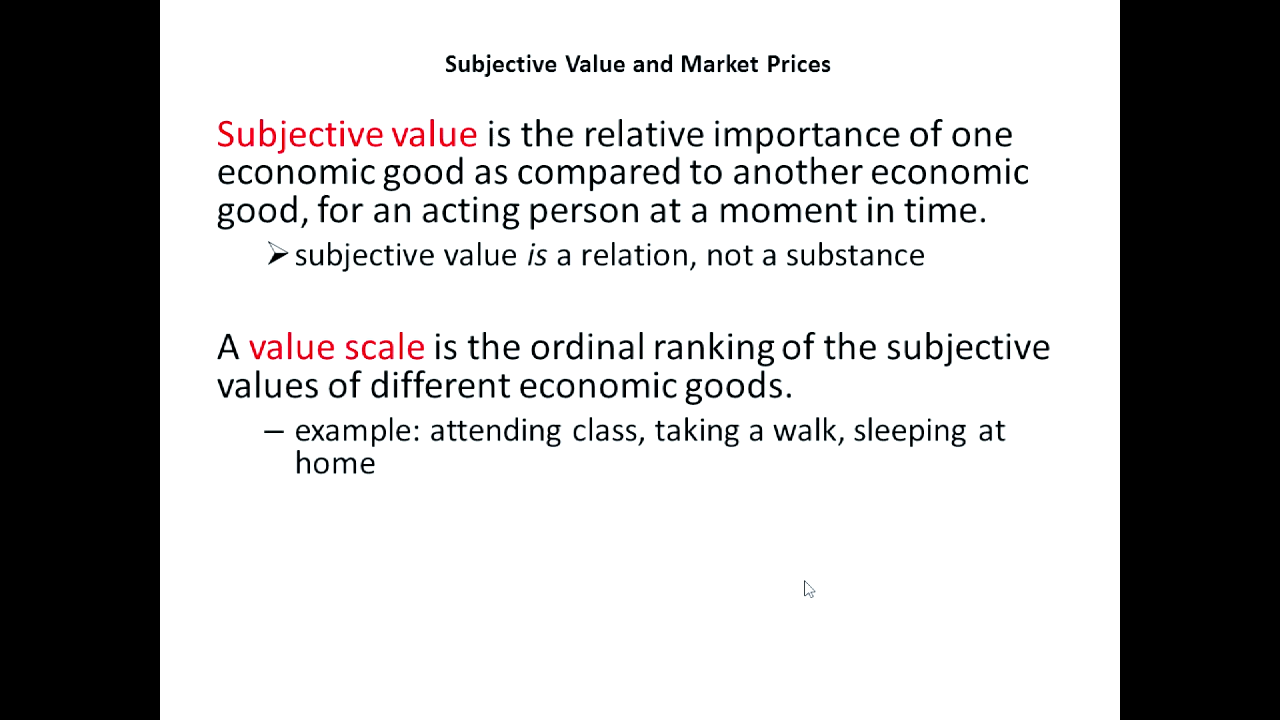 Subjective Value and Market Prices
Subjective value is the relative importance of one
economic good as compared to another economic
good, for an acting person at a moment in time.
➢ subjective value is a relation, not a substance
A value scale is the ordinal ranking of the subjective
values of different economic goods.
– example: attending class, taking a walk, sleeping at
home